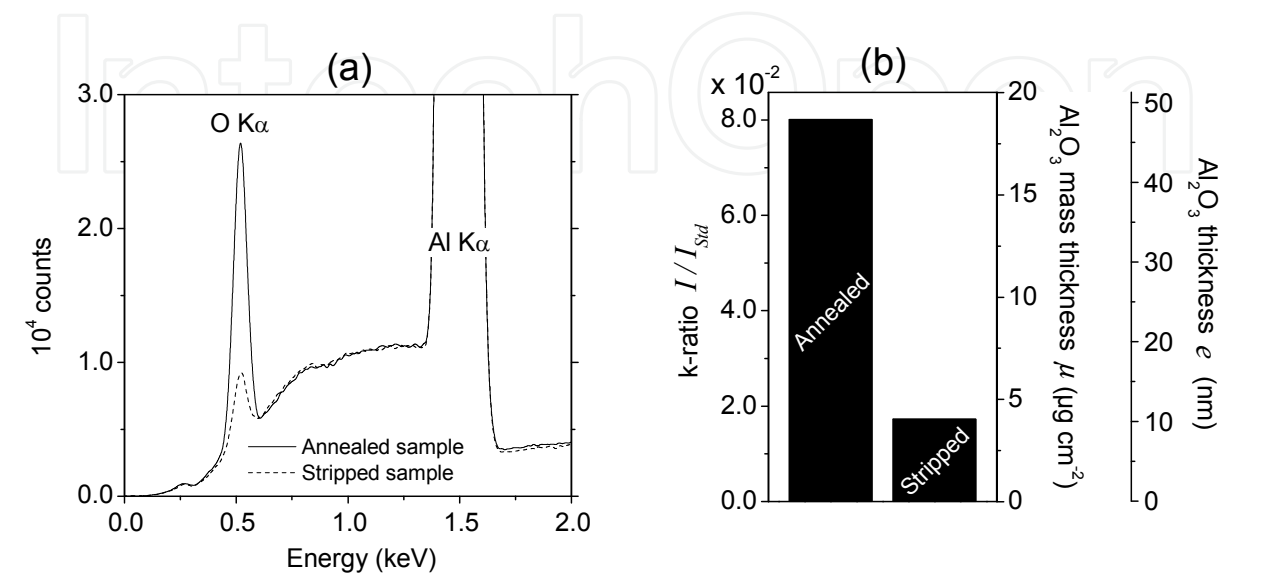 IntechOpen
(a)
3.0
2.0
1.0
0.0
10⁴ counts
O Kα
Al Kα
Annealed sample
Stripped sample
0.0 0.5 1.0 1.5 2.0
Energy (keV)
(b)
x 10⁻²
8.0
6.0
4.0
2.0
0.0
k-ratio I / I_Std
Annealed
Stripped
20
15
10
5
0
Al₂O₃ mass thickness μ (μg cm⁻²)
50
40
30
20
10
0
Al₂O₃ thickness e (nm)